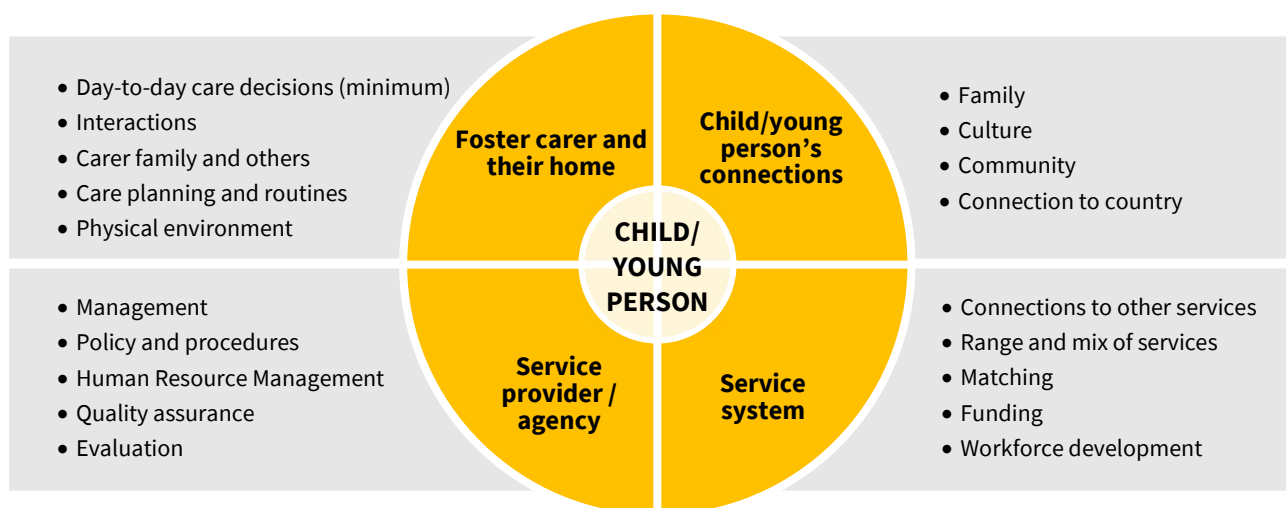 • Day-to-day care decisions (minimum)
• Interactions
• Carer family and others
• Care planning and routines
• Physical environment
Foster carer and
their home
Child/young
person’s
connections
• Family
• Culture
• Community
• Connection to country
CHILD/
YOUNG
PERSON
• Management
• Policy and procedures
• Human Resource Management
• Quality assurance
• Evaluation
Service
provider /
agency
Service
system
• Connections to other services
• Range and mix of services
• Matching
• Funding
• Workforce development